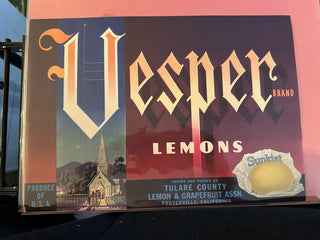 Vesper
BRAND
LEMONS
Sunkist
GROWN AND PACKED BY
TULARE COUNTY
LEMON & GRAPEFRUIT ASSN.
PORTERVILLE, CALIFORNIA
PRODUCE
OF
U.S.A